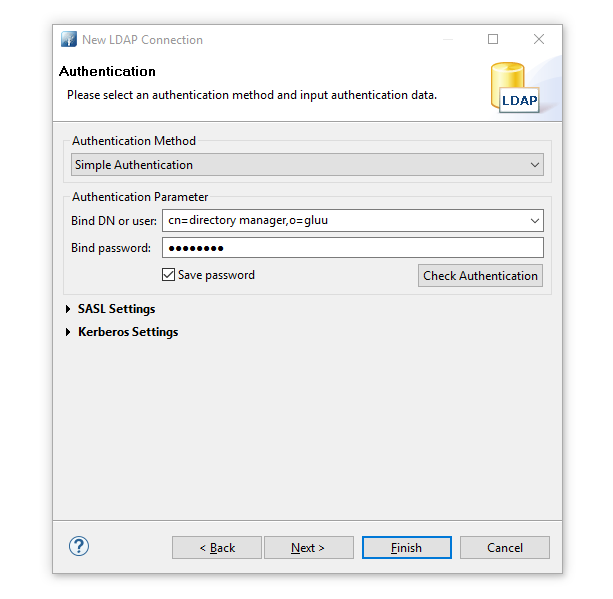 New LDAP Connection
Authentication
Please select an authentication method and input authentication data.
LDAP
Authentication Method
Simple Authentication
Authentication Parameter
Bind DN or user: cn=directory manager,o=gluu
Bind password: ●●●●●●●●
Save password Check Authentication
SASL Settings
Kerberos Settings
? < Back Next > Finish Cancel